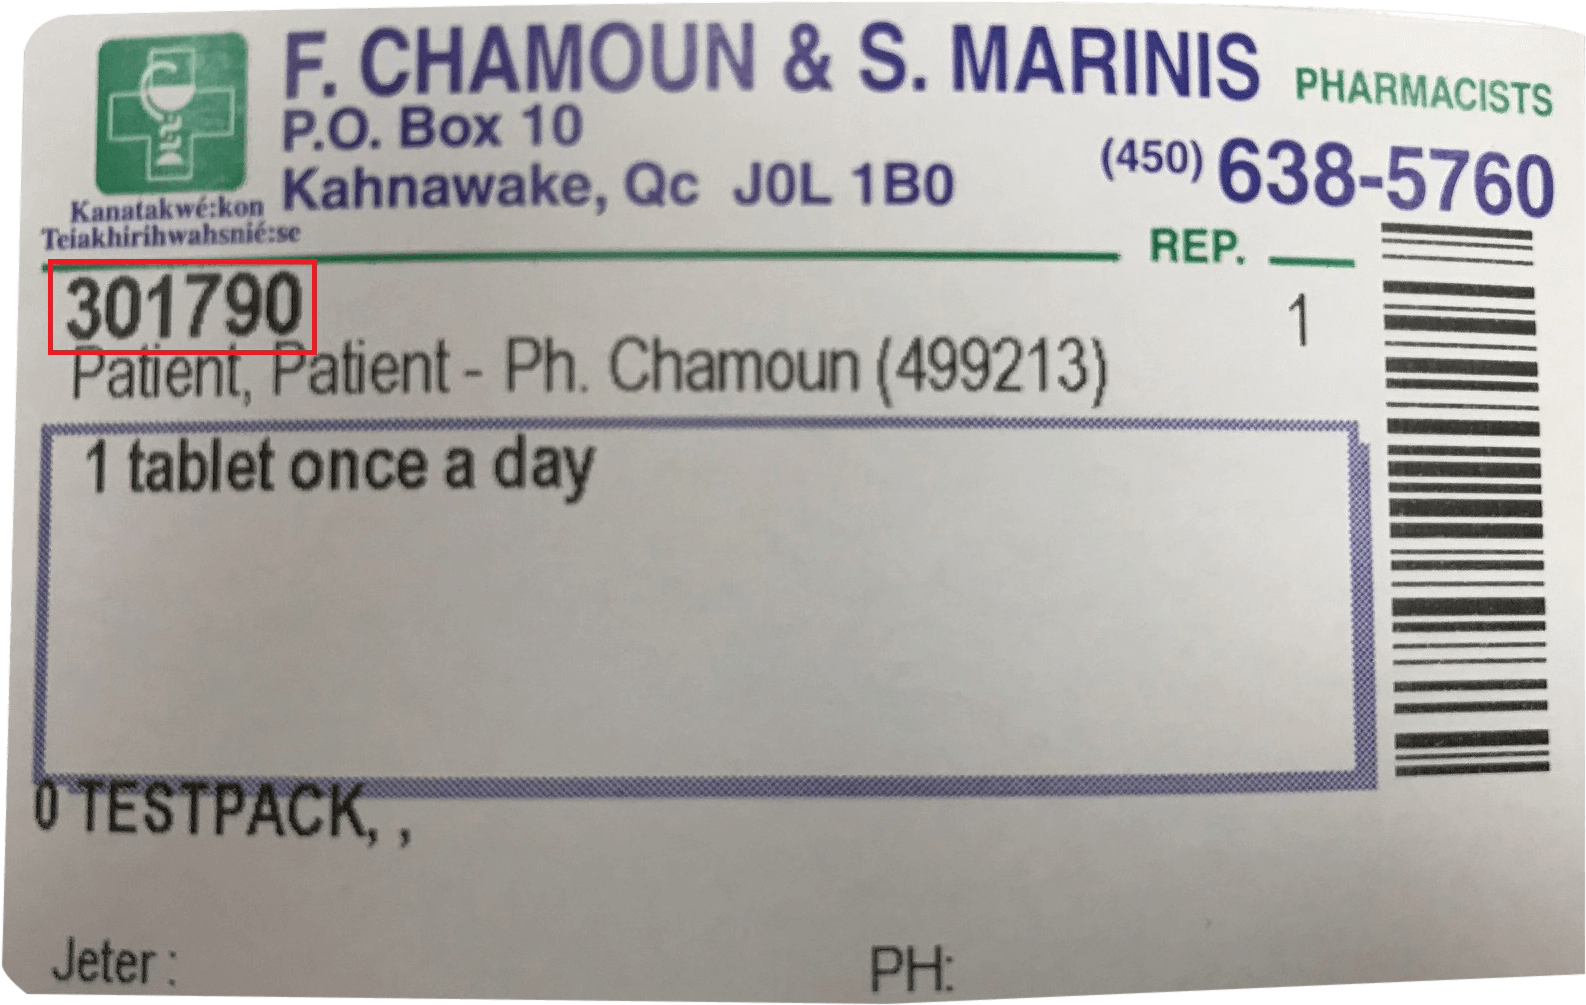 F. CHAMOUN & S. MARINIS PHARMACISTS
P.O. Box 10
Kahnawake, Qc J0L 1B0
(450) 638-5760
Kanatakwé:kon
Teiakhirihwahsnié:se
REP.
301790
1
Patient, Patient - Ph. Chamoun (499213)
1 tablet once a day
0 TESTPACK, ,
Jeter :
PH: